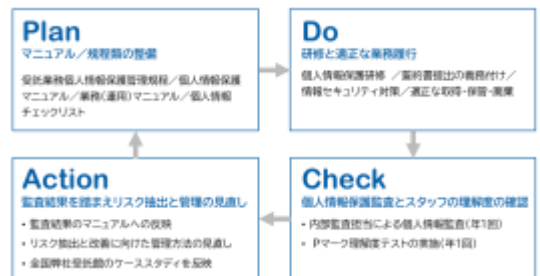 Plan
マニュアル／規程類の整備
受託業務個人情報保護管理規程／個人情報保護
マニュアル／業務(運用)マニュアル／個人情報
チェックリスト
Do
研修と適正な業務履行
個人情報保護研修 ／誓約書提出の義務付け／
情報セキュリティ対策／適正な取得・保管・廃棄
Action
監査結果を踏まえリスク抽出と管理の見直し
・監査結果のマニュアルへの反映
・リスク抽出と改善に向けた管理方法の見直し
・全国弊社受託館のケーススタディを反映
Check
個人情報保護監査とスタッフの理解度の確認
・内部監査担当による個人情報監査(年1回)
・Pマーク理解度テストの実施(年1回)